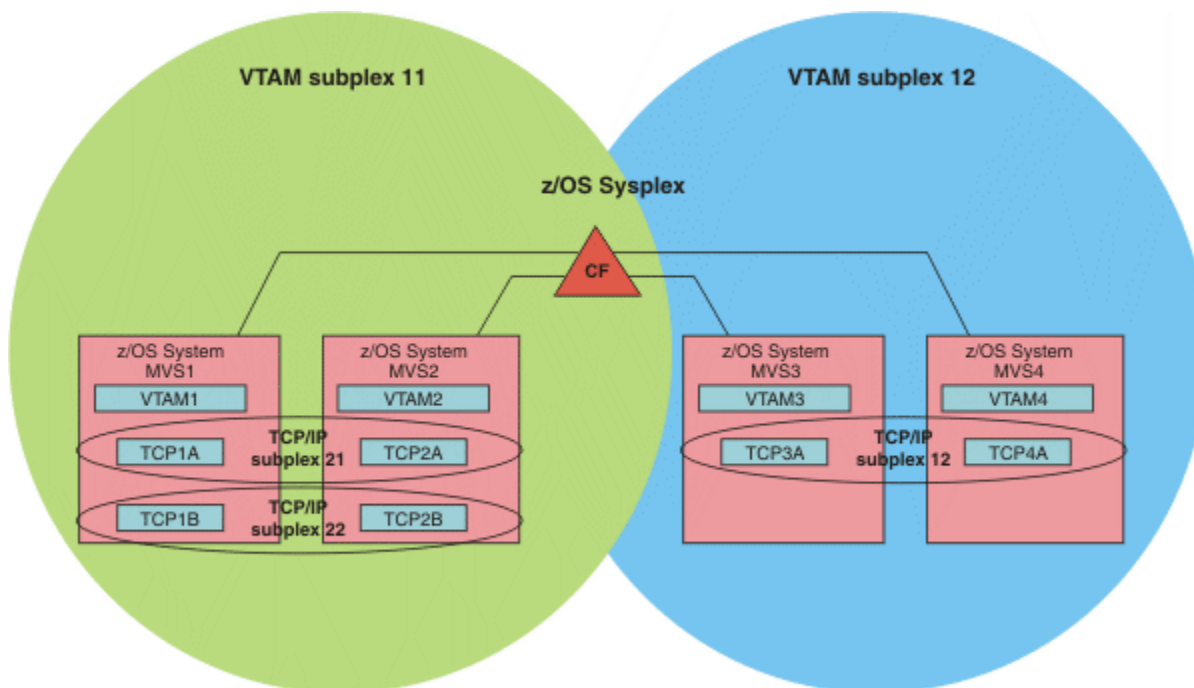 VTAM subplex 11
VTAM subplex 12
z/OS Sysplex
CF
z/OS System
MVS1
VTAM1
z/OS System
MVS2
VTAM2
z/OS System
MVS3
VTAM3
z/OS System
MVS4
VTAM4
TCP1A
TCP/IP
subplex 21
TCP2A
TCP3A
TCP/IP
subplex 12
TCP4A
TCP1B
TCP/IP
subplex 22
TCP2B